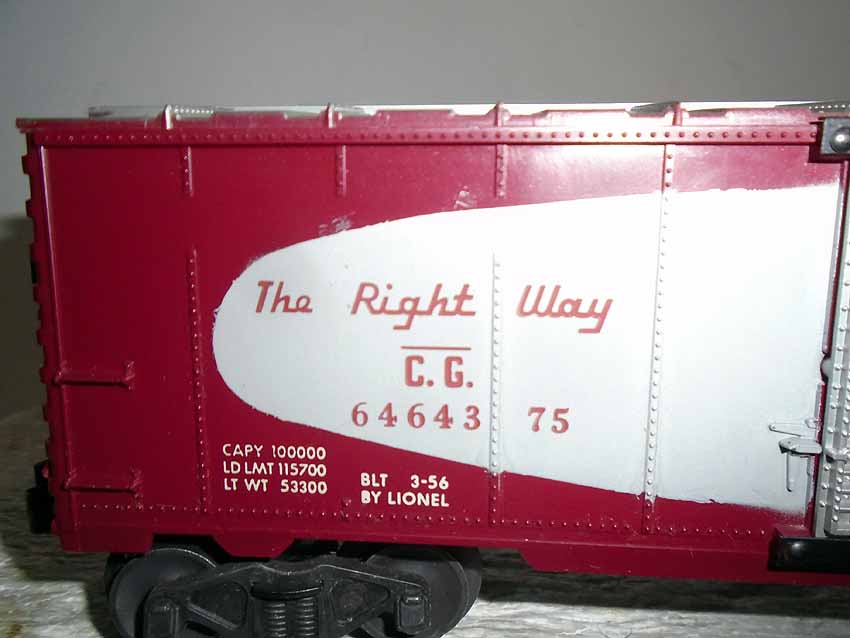 The Right Way
C. G.
64643 75
CAPY 100000
LD LMT 115700
LT WT 53300
BLT 3-56
BY LIONEL